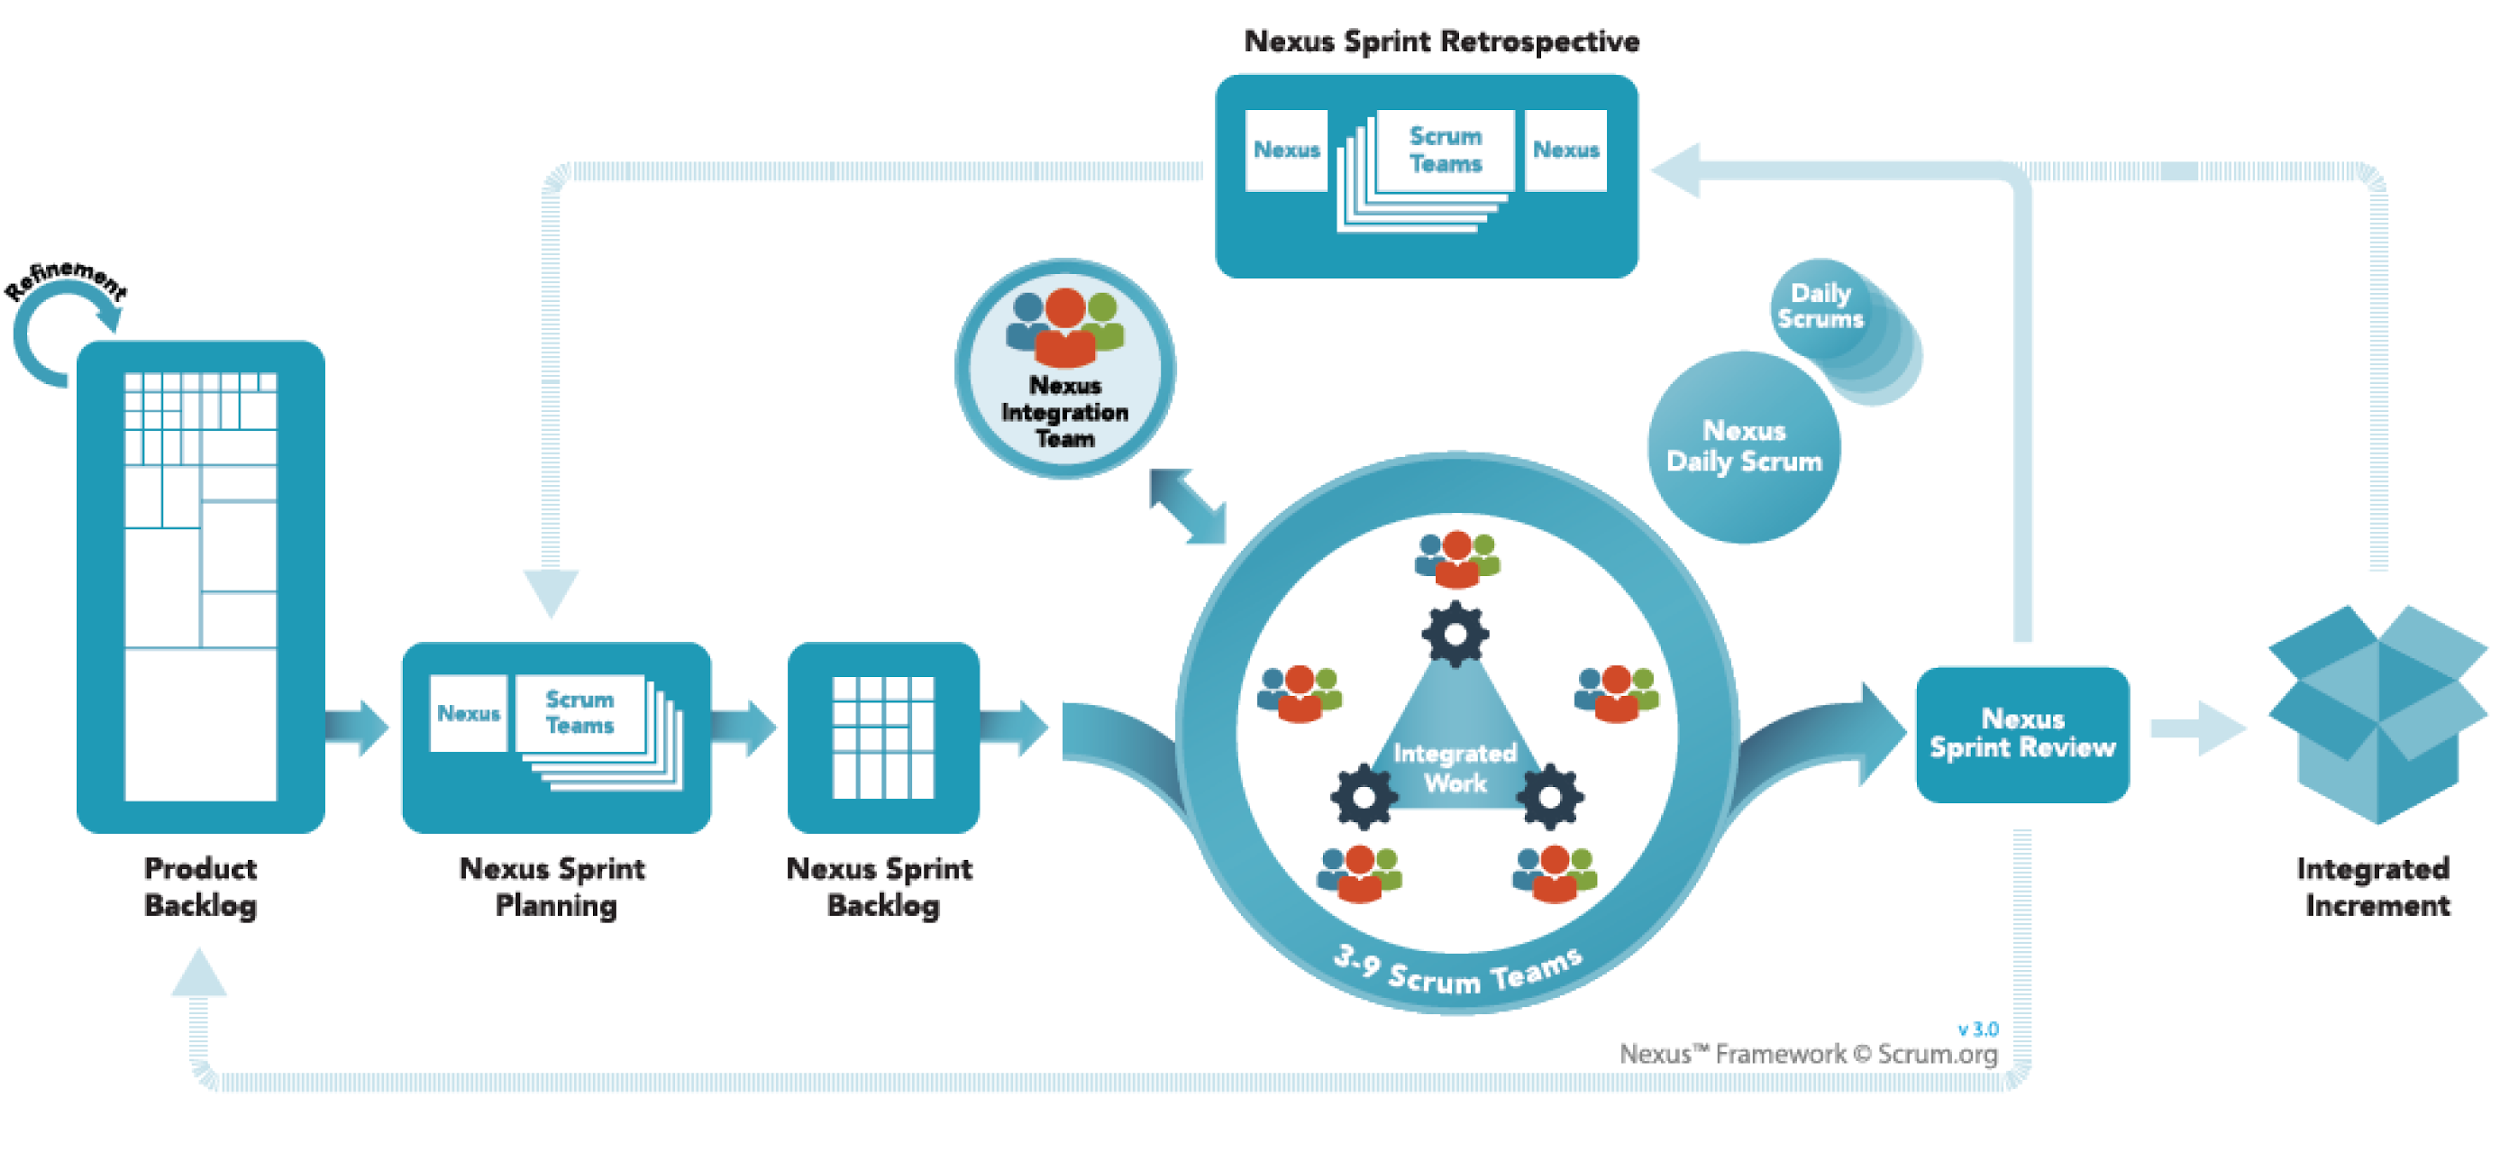 Nexus Sprint Retrospective
Nexus
Scrum
Teams
Nexus
Refinement
Nexus
Integration
Team
Daily
Scrums
Nexus
Daily Scrum
Nexus
Scrum
Teams
Integrated
Work
Nexus
Sprint Review
Product
Backlog
Nexus Sprint
Planning
Nexus Sprint
Backlog
Integrated
Increment
3-9 Scrum Teams
v 3.0
Nexus™ Framework © Scrum.org